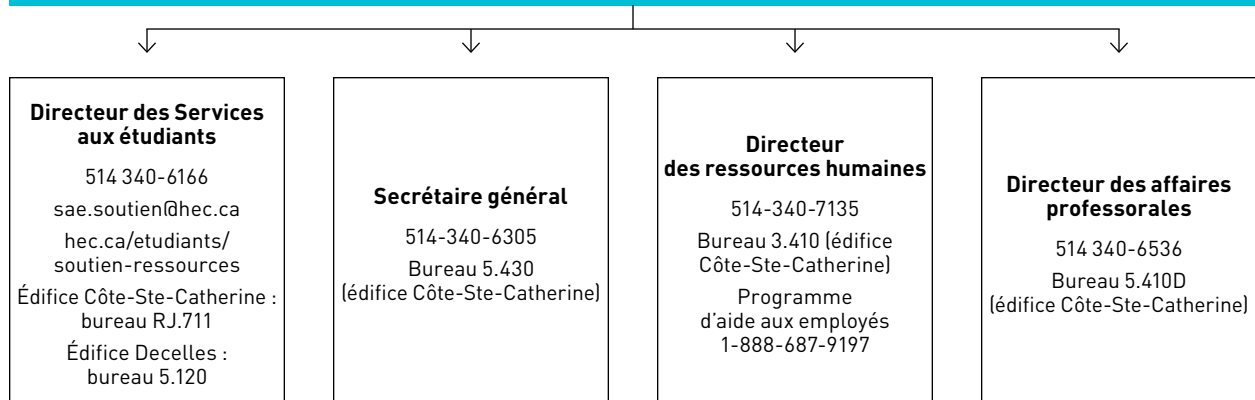 Directeur des Services
aux étudiants
514 340-6166
sae.soutien@hec.ca
hec.ca/etudiants/
soutien-ressources
Édifice Côte-Ste-Catherine :
bureau RJ.711
Édifice Decelles :
bureau 5.120
Secrétaire général
514-340-6305
Bureau 5.430
(édifice Côte-Ste-Catherine)
Directeur
des ressources humaines
514-340-7135
Bureau 3.410 (édifice
Côte-Ste-Catherine)
Programme
d'aide aux employés
1-888-687-9197
Directeur des affaires
professorales
514 340-6536
Bureau 5.410D
(édifice Côte-Ste-Catherine)